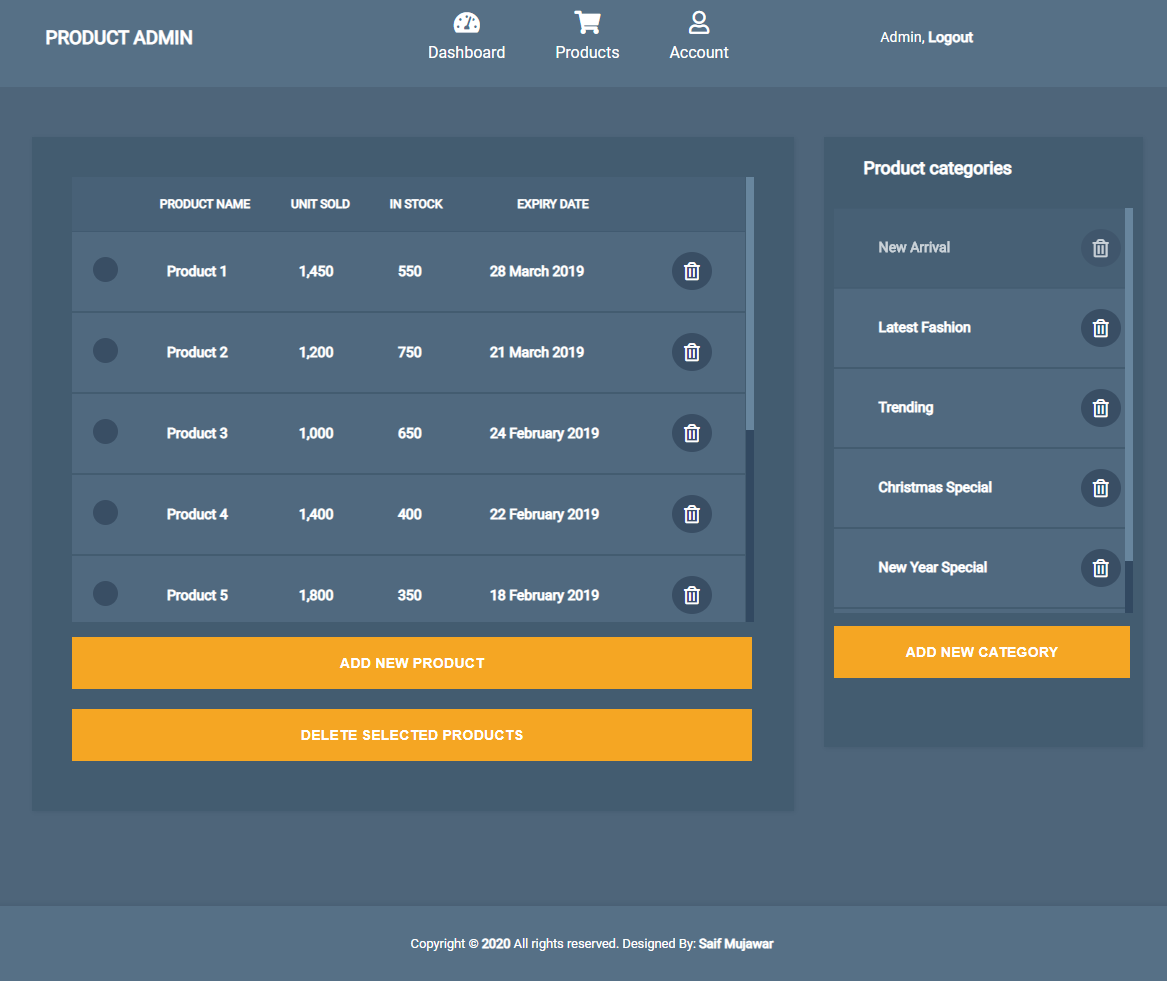 PRODUCT ADMIN
Dashboard
Products
Account
Admin, Logout
PRODUCT NAME UNIT SOLD IN STOCK EXPIRY DATE
Product 1 1,450 550 28 March 2019
Product 2 1,200 750 21 March 2019
Product 3 1,000 650 24 February 2019
Product 4 1,400 400 22 February 2019
Product 5 1,800 350 18 February 2019
ADD NEW PRODUCT
DELETE SELECTED PRODUCTS
Product categories
New Arrival
Latest Fashion
Trending
Christmas Special
New Year Special
ADD NEW CATEGORY
Copyright © 2020 All rights reserved. Designed By: Saif Mujawar